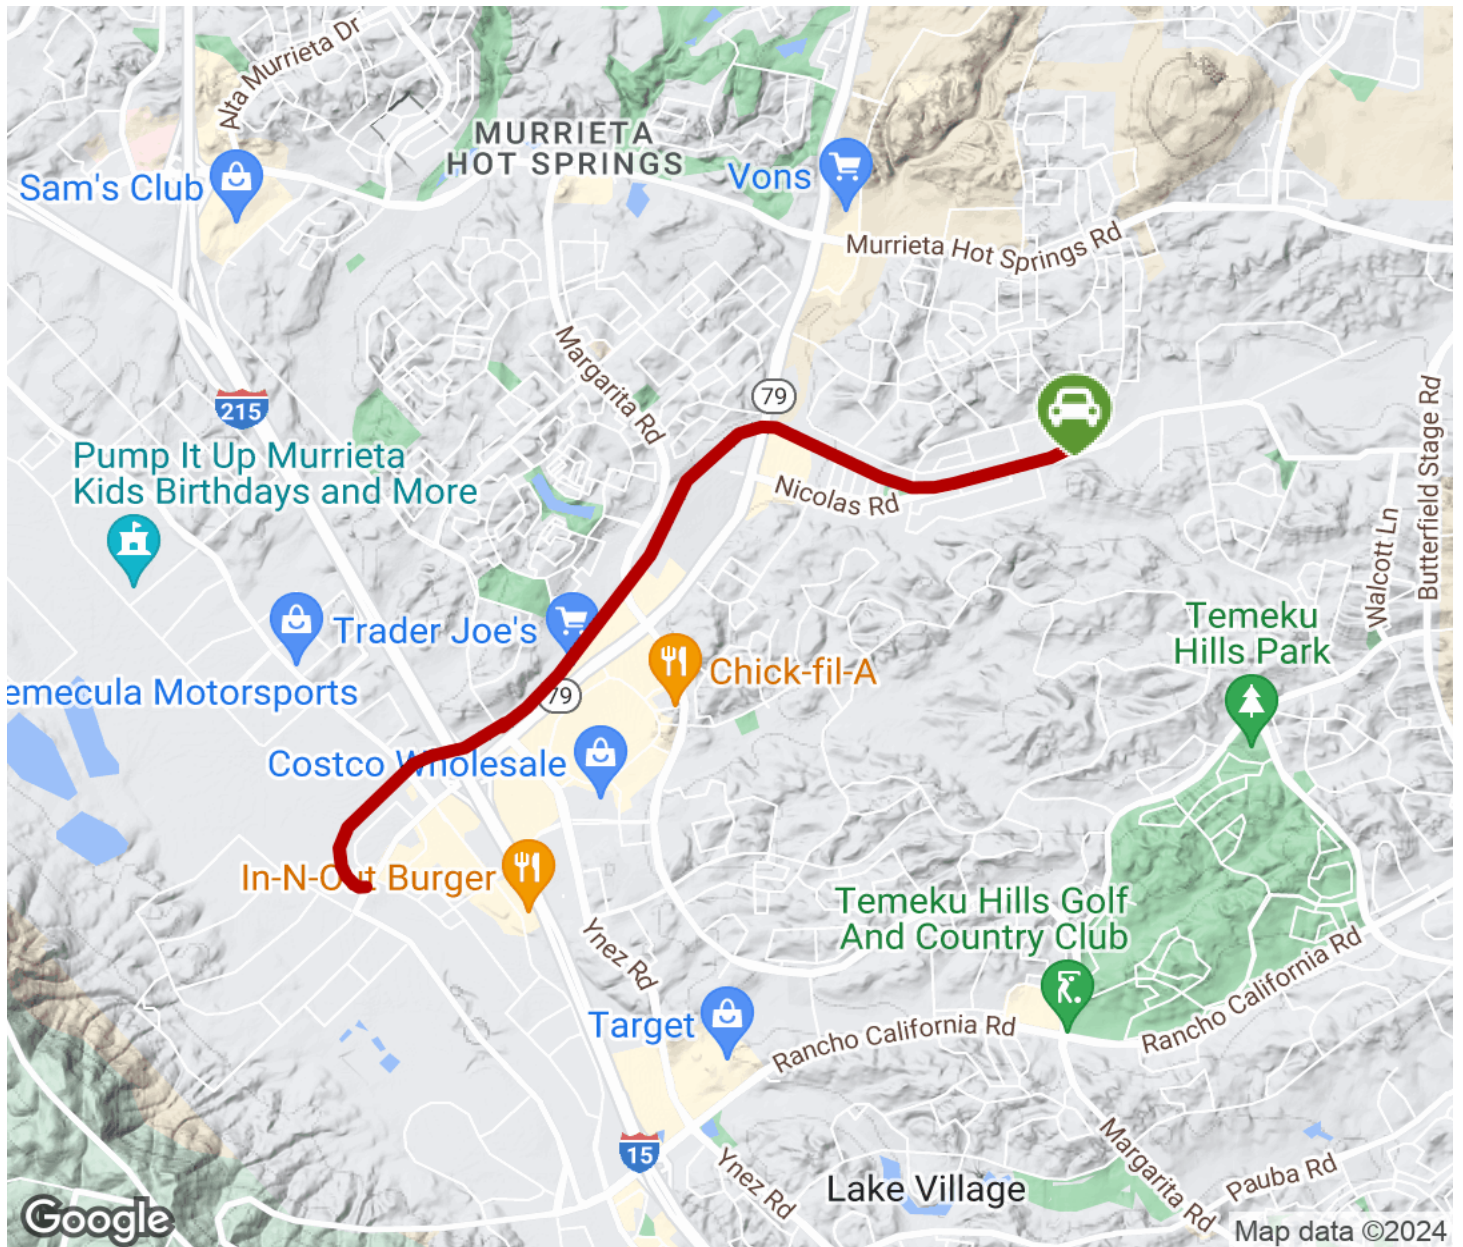 Alta Murrieta Dr
MURRIETA
HOT SPRINGS
Sam's Club
Vons
Murrieta Hot Springs Rd
Margarita Rd
79
215
Pump It Up Murrieta
Kids Birthdays and More
Nicolas Rd
Butterfield Stage Rd
Walcott Ln
Trader Joe's
Temeku
Hills Park
Chick-fil-A
emecula Motorsports
79
Costco Wholesale
In-N-Out Burger
Temeku Hills Golf
And Country Club
Ynez Rd
Rancho California Rd
Target
Rancho California Rd
15
Margarita Rd
Ynez Rd
Lake Village
Pauba Rd
Google
Map data ©2024